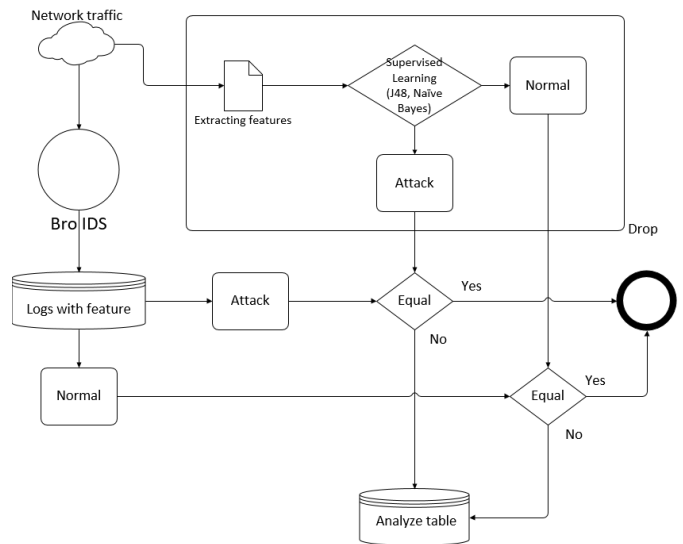 Network traffic
Supervised
Learning
(J48, Naïve
Bayes)
Normal
Extracting features
Attack
Bro IDS
Drop
Logs with feature
Attack
Equal
Yes
No
Normal
Equal
Yes
No
Analyze table